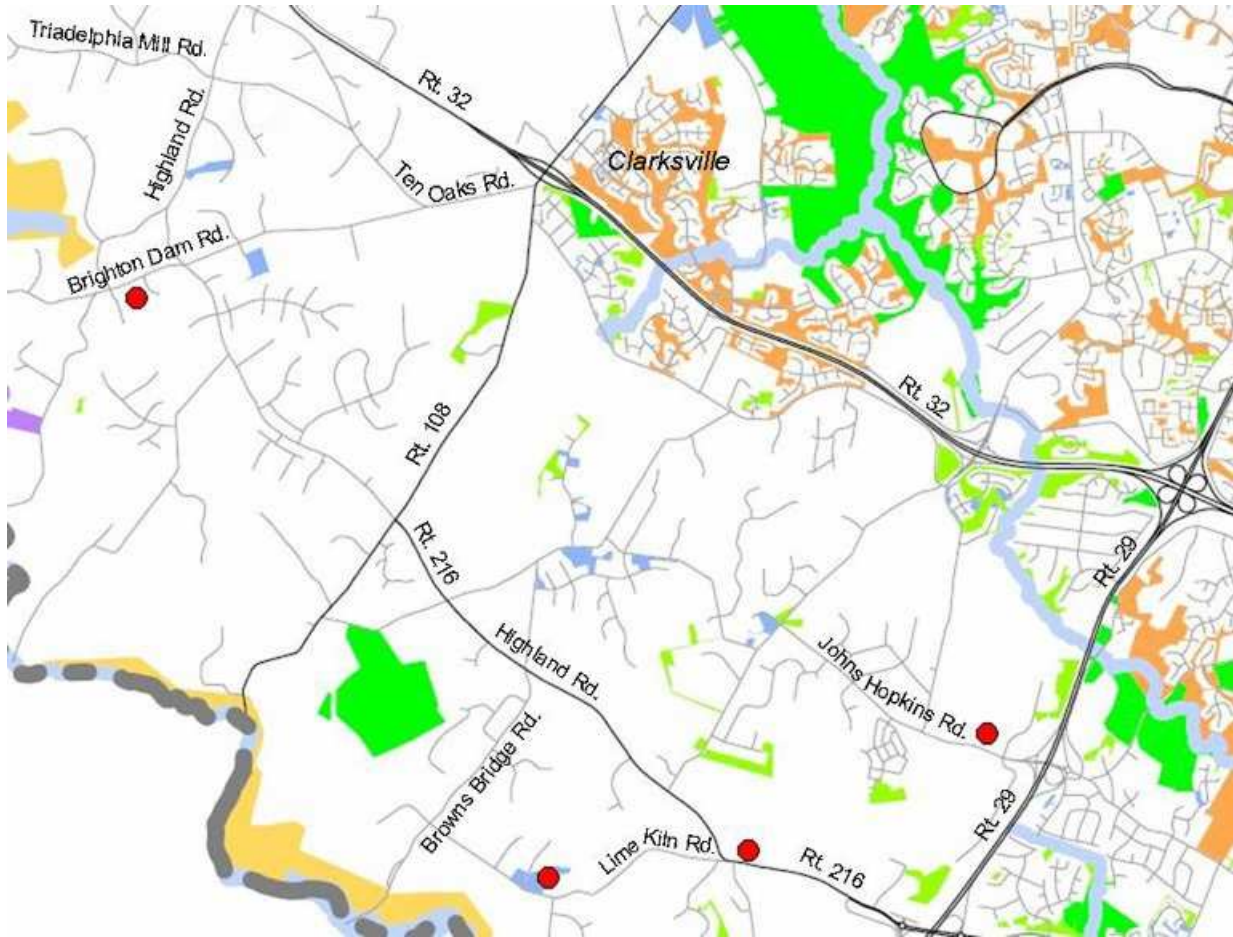 Triadelphia Mill Rd.
Rt. 32
Highland Rd.
Clarksville
Ten Oaks Rd.
Brighton Dam Rd.
Rt. 32
Rt. 108
Rt. 216
Rt. 29
Highland Rd.
Johns Hopkins Rd.
Browns Bridge Rd.
Rt. 29
Lime Kiln Rd.
Rt. 216